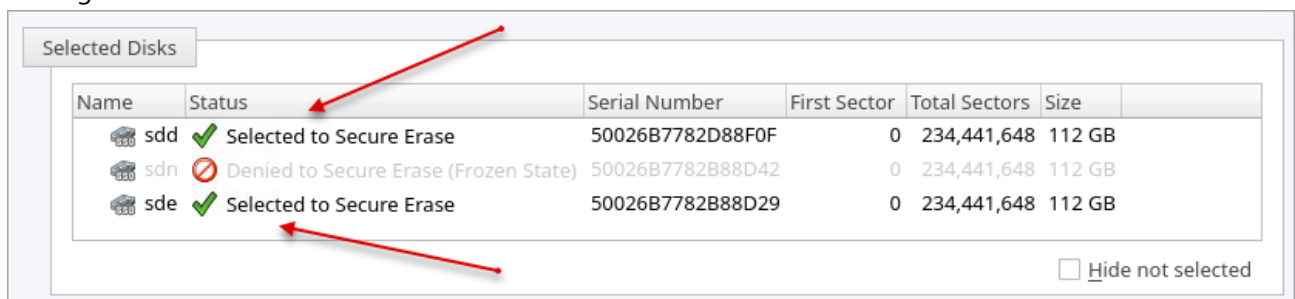 Selected Disks
Name Status Serial Number First Sector Total Sectors Size
sdd Selected to Secure Erase 50026B7782D88F0F 0 234,441,648 112 GB
sdn Denied to Secure Erase (Frozen State) 50026B7782B88D42 0 234,441,648 112 GB
sde Selected to Secure Erase 50026B7782B88D29 0 234,441,648 112 GB
Hide not selected